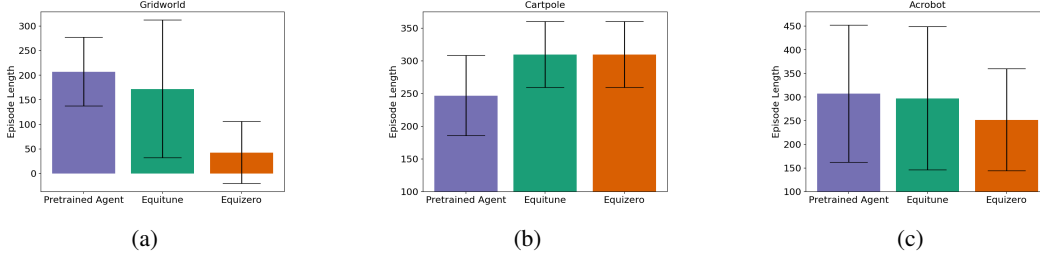 Gridworld
Episode Length
300
250
200
150
100
50
0
Pretrained Agent Equitune Equizero
(a)
Cartpole
Episode Length
350
300
250
200
150
100
Pretrained Agent Equitune Equizero
(b)
Acrobot
Episode Length
450
400
350
300
250
200
150
100
Pretrained Agent Equitune Equizero
(c)